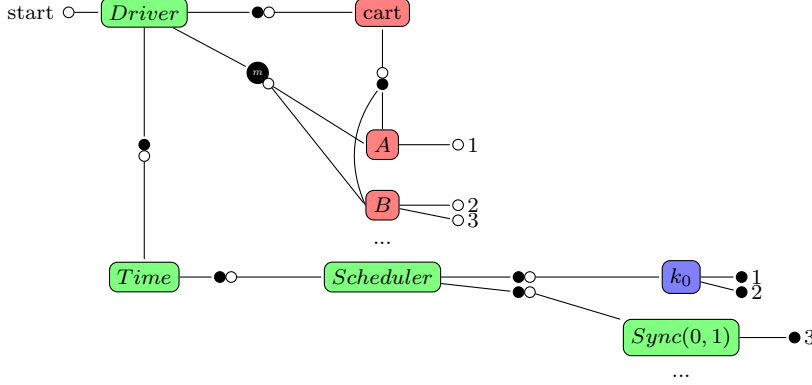 start Driver cart
m
A 1
B 2
3
...
Time Scheduler k₀ 1
2
Sync(0, 1) 3
...